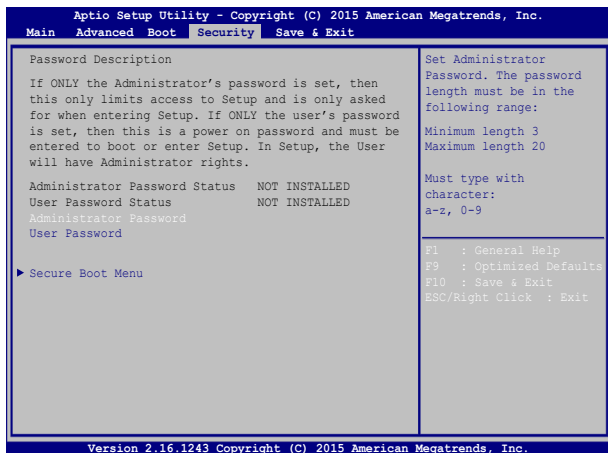 Aptio Setup Utility - Copyright (C) 2015 American Megatrends, Inc.
Main Advanced Boot Security Save & Exit
Password Description
If ONLY the Administrator's password is set, then
this only limits access to Setup and is only asked
for when entering Setup. If ONLY the user's password
is set, then this is a power on password and must be
entered to boot or enter Setup. In Setup, the User
will have Administrator rights.
Administrator Password Status NOT INSTALLED
User Password Status NOT INSTALLED
Administrator Password
User Password
Secure Boot Menu
Set Administrator
Password. The password
length must be in the
following range:
Minimum length 3
Maximum length 20
Must type with
character:
a-z, 0-9
F1 : General Help
F9 : Optimized Defaults
F10 : Save & Exit
ESC/Right Click : Exit
Version 2.16.1243 Copyright (C) 2015 American Megatrends, Inc.